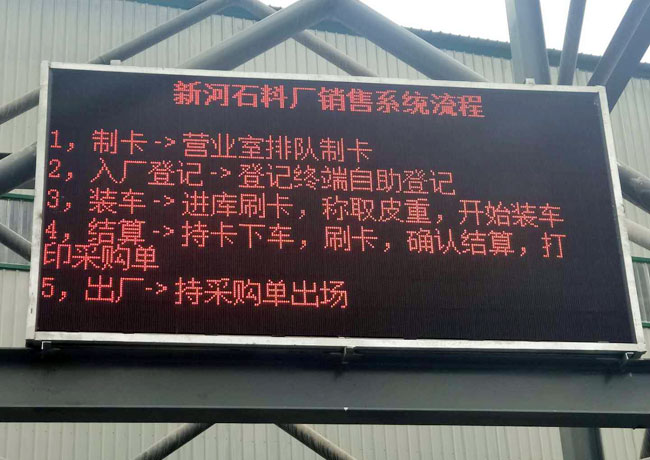 新河石料厂销售系统流程
1，制卡->营业室排队制卡
2，入厂登记->登记终端自助登记
3，装车->进库刷卡，称取皮重，开始装车
4，结算->持卡下车，刷卡，确认结算，打
印采购单
5，出厂->持采购单出场